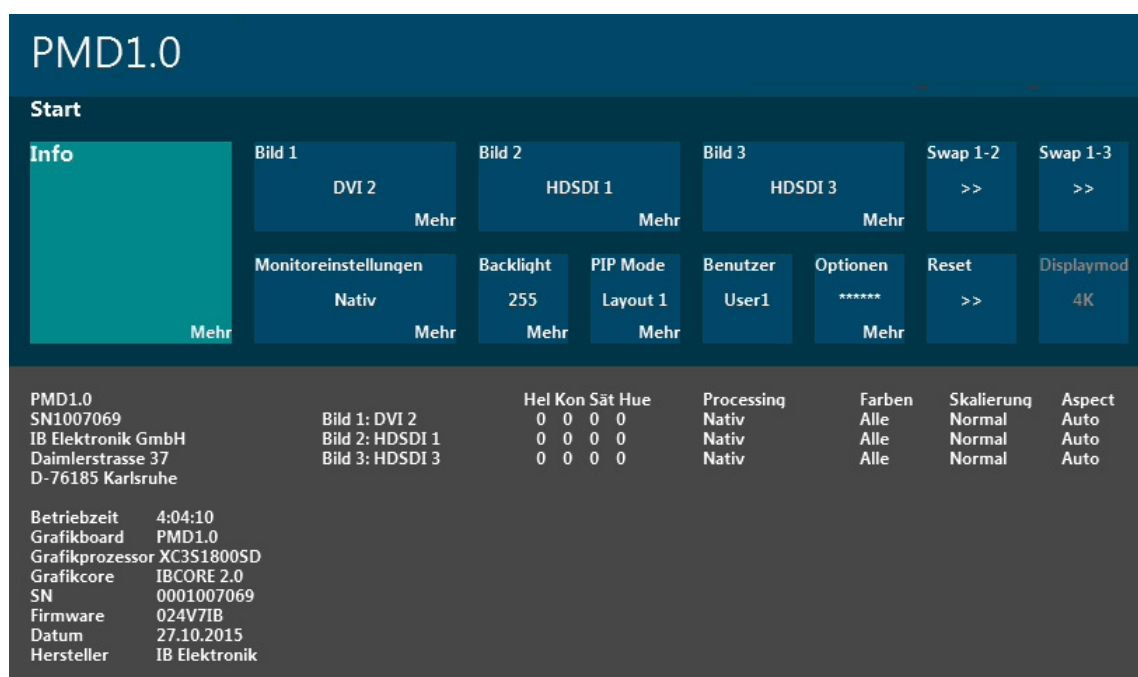 PMD1.0
Start
Info
Mehr
Bild 1
DVI 2
Mehr
Bild 2
HDSDI 1
Mehr
Bild 3
HDSDI 3
Mehr
Swap 1-2
>>
Swap 1-3
>>
Monitoreinstellungen
Nativ
Mehr
Backlight
255
Mehr
PIP Mode
Layout 1
Mehr
Benutzer
User1
Optionen
******
Mehr
Reset
>>
Displaymod
4K
PMD1.0
SN1007069
IB Elektronik GmbH
Daimlerstrasse 37
D-76185 Karlsruhe
Hel Kon Sät Hue Processing Farben Skalierung Aspect
Bild 1: DVI 2 0 0 0 0 Nativ Alle Normal Auto
Bild 2: HDSDI 1 0 0 0 0 Nativ Alle Normal Auto
Bild 3: HDSDI 3 0 0 0 0 Nativ Alle Normal Auto
Betriebzeit 4:04:10
Grafikboard PMD1.0
Grafikprozessor XC3S1800SD
Grafikcore IBCORE 2.0
SN 0001007069
Firmware 024V7IB
Datum 27.10.2015
Hersteller IB Elektronik